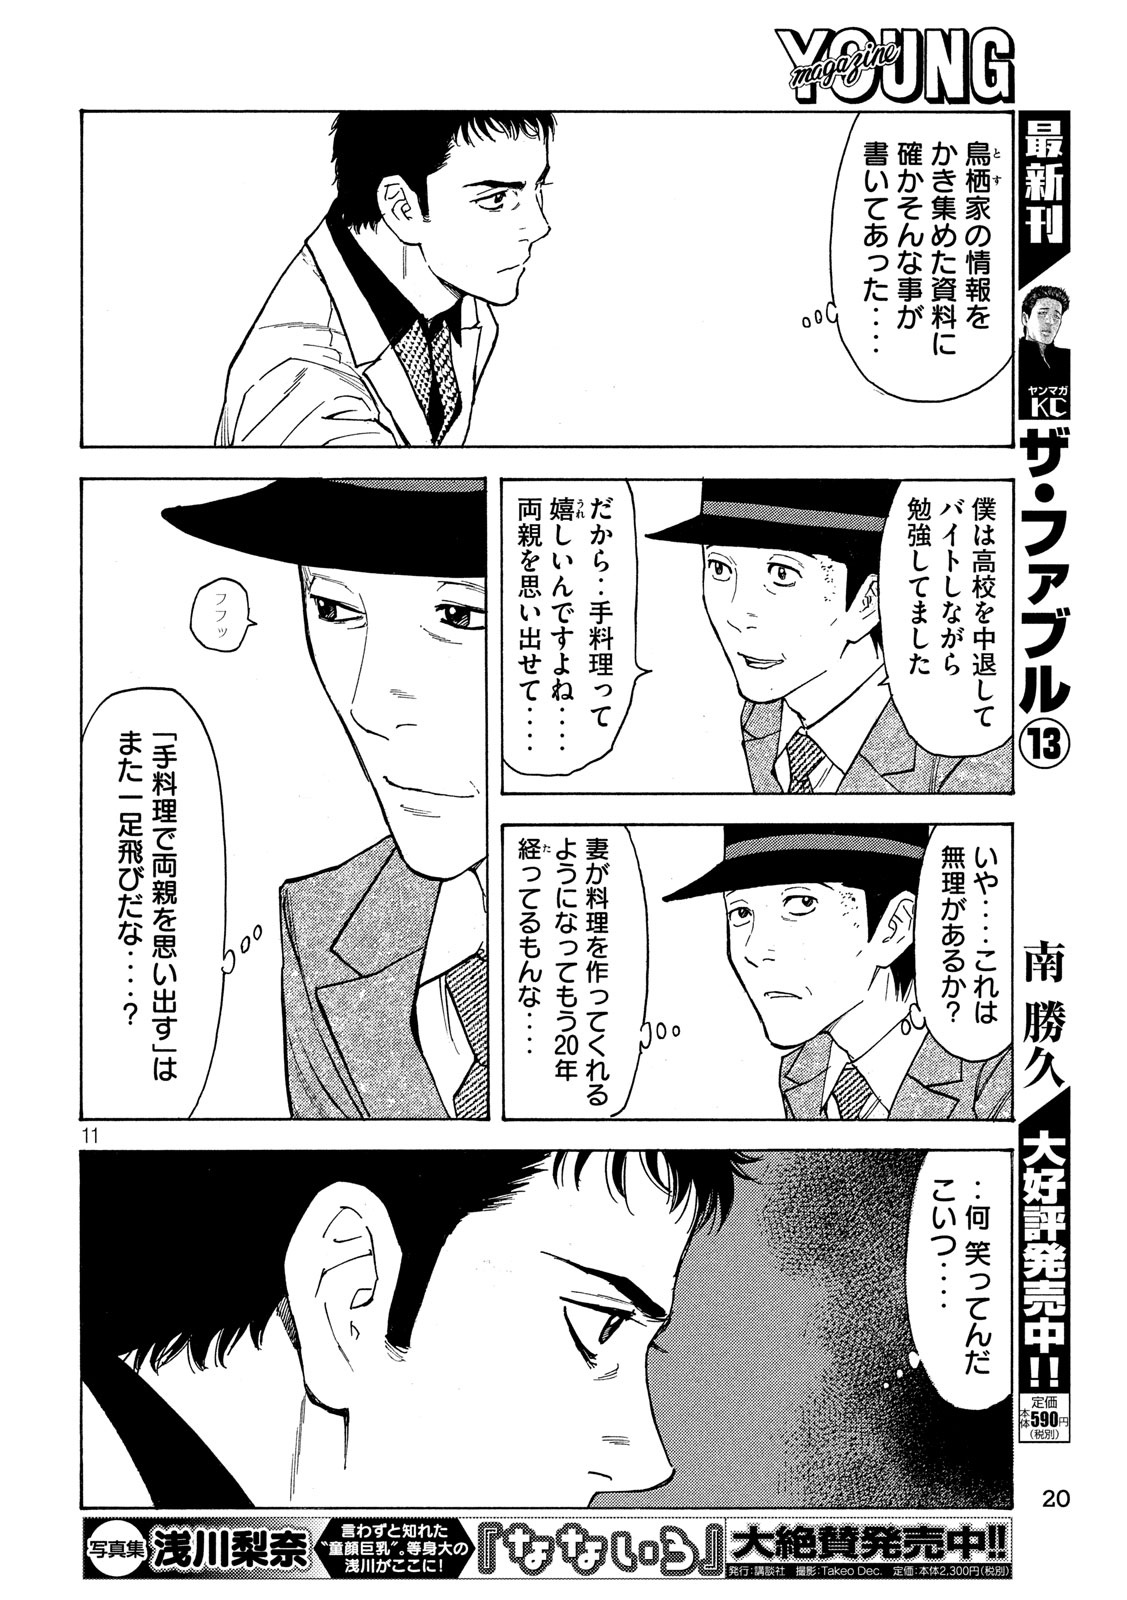 YOUNG
magazine
鳥栖家の情報を
とす
かき集めた資料に
確かそんな事が
書いてあった‥‥
僕は高校を中退して
バイトしながら
勉強してました
だから‥手料理って
嬉しいんですよね‥‥
うれ
両親を思い出せて‥‥
いや‥‥これは
無理があるか？
妻が料理を作ってくれる
ようになってもう20年
経ってるもんな‥‥
た
フフッ
「手料理で両親を思い出す」は
また一足飛びだな‥‥？
11
‥何 笑ってんだ
こいつ‥‥
最新刊
ヤンマガ
KC
ザ・ファブル⑬
南 勝久
大好評発売中!!
定価
本体590円
(税別)
20
写真集
浅川梨奈
言わずと知れた
“童顔巨乳”。等身大の
浅川がここに！
『なないろ』
大絶賛発売中!!
発行：講談社 撮影：Takeo Dec. 定価：本体2,300円(税別)